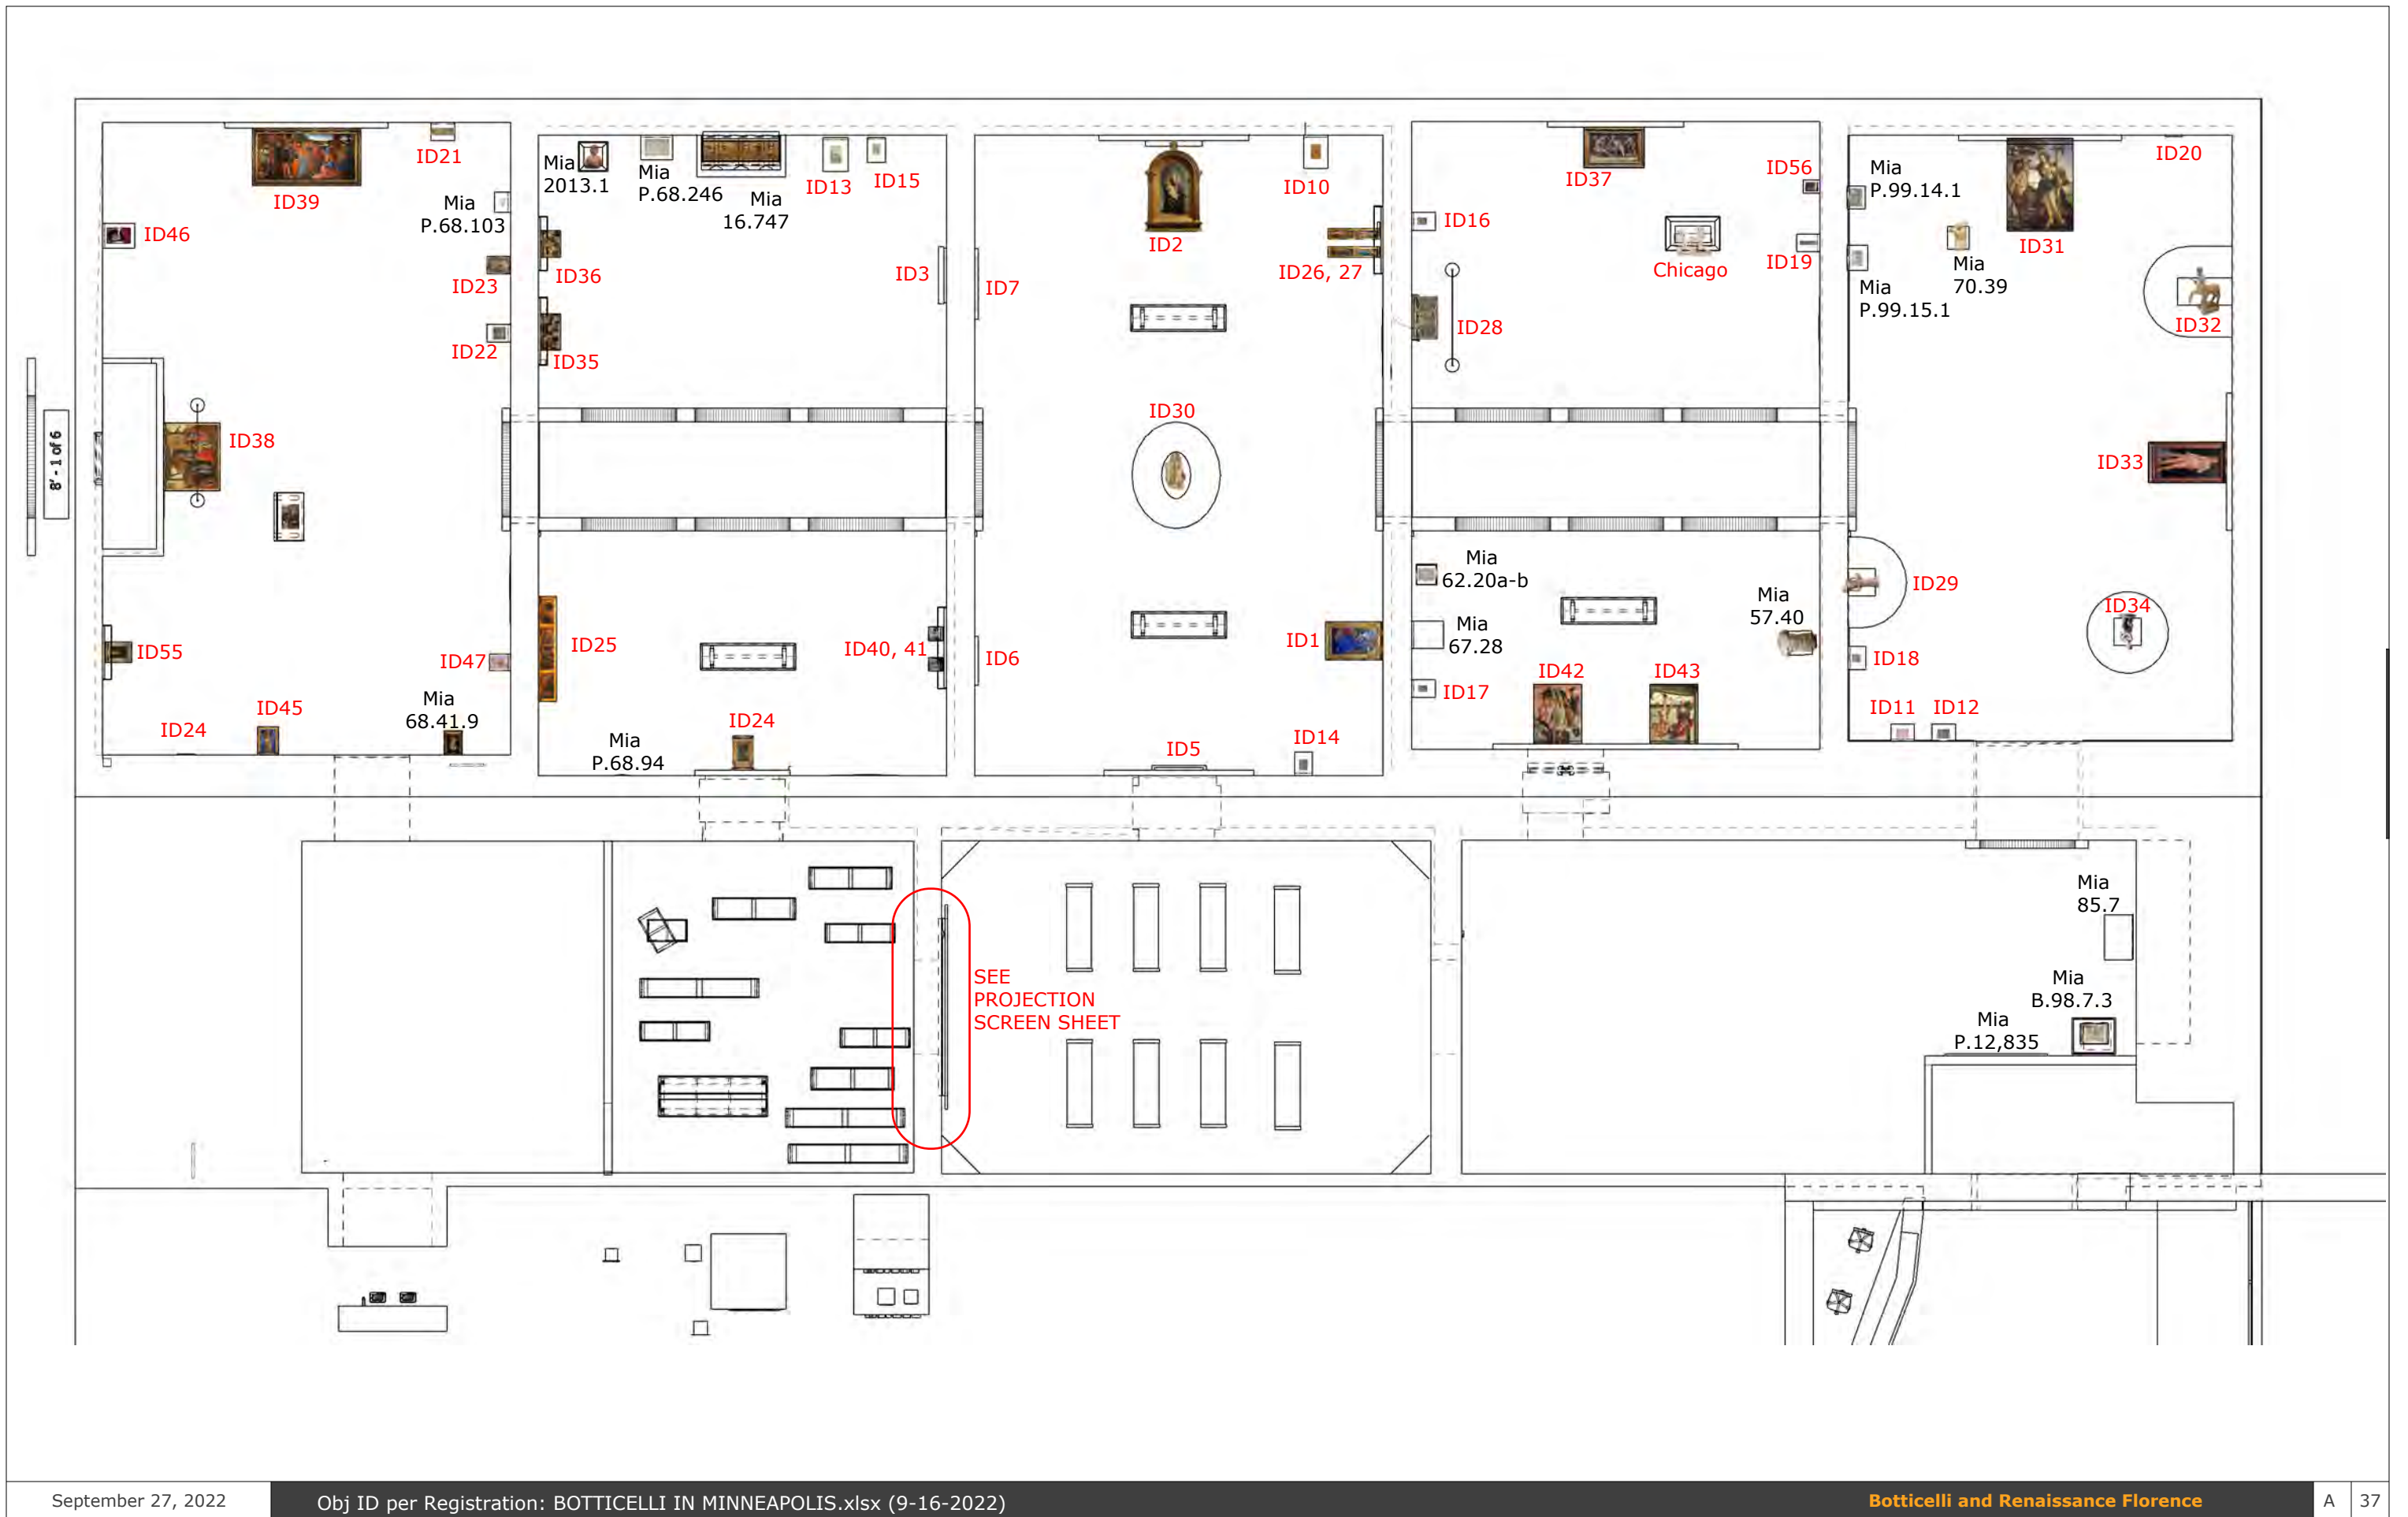 ID39
ID21
Mia
P.68.103
ID46
ID23
ID22
8' - 1 of 6
ID38
ID55
ID47
Mia
68.41.9
ID45
ID24
Mia
2013.1
Mia
P.68.246
Mia
16.747
ID13
ID15
ID36
ID35
ID3
ID25
ID40, 41
ID24
Mia
P.68.94
ID7
ID2
ID10
ID26, 27
ID30
ID6
ID1
ID5
ID14
ID37
ID56
ID16
Chicago
ID19
ID28
Mia
62.20a-b
Mia
67.28
ID17
Mia
57.40
ID42
ID43
Mia
P.99.14.1
Mia
P.99.15.1
Mia
70.39
ID31
ID20
ID32
ID33
ID29
ID34
ID18
ID11
ID12
SEE
PROJECTION
SCREEN SHEET
Mia
85.7
Mia
B.98.7.3
Mia
P.12,835
September 27, 2022
Obj ID per Registration: BOTTICELLI IN MINNEAPOLIS.xlsx (9-16-2022)
Botticelli and Renaissance Florence
A
37